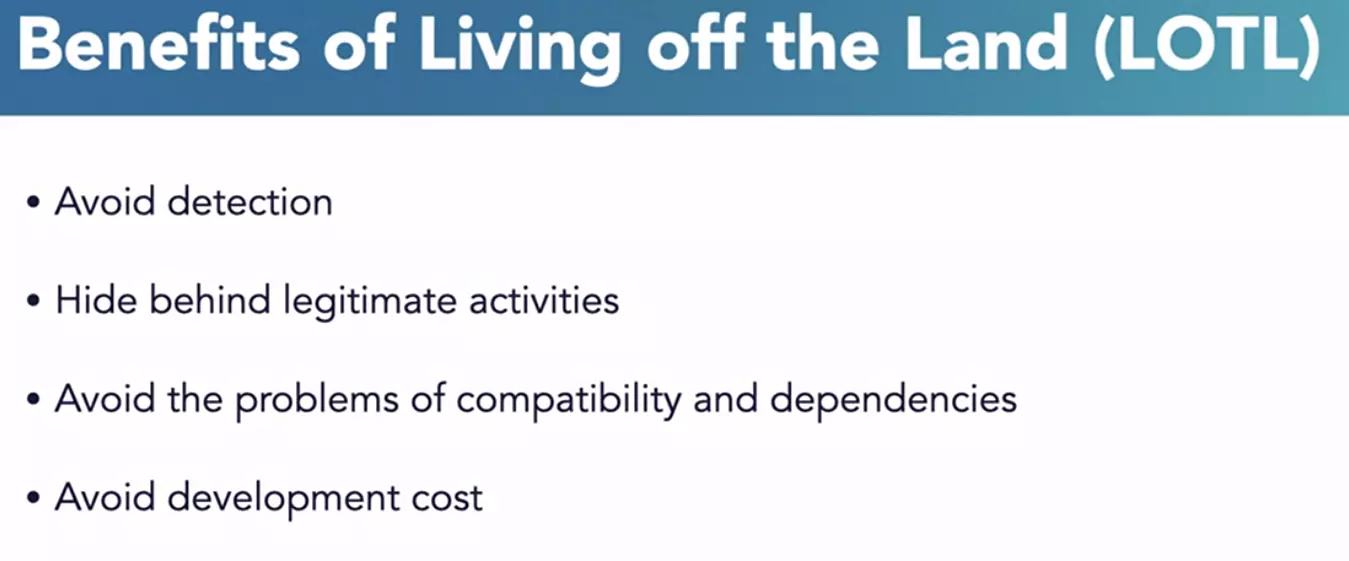 Benefits of Living off the Land (LOTL)
• Avoid detection
• Hide behind legitimate activities
• Avoid the problems of compatibility and dependencies
• Avoid development cost